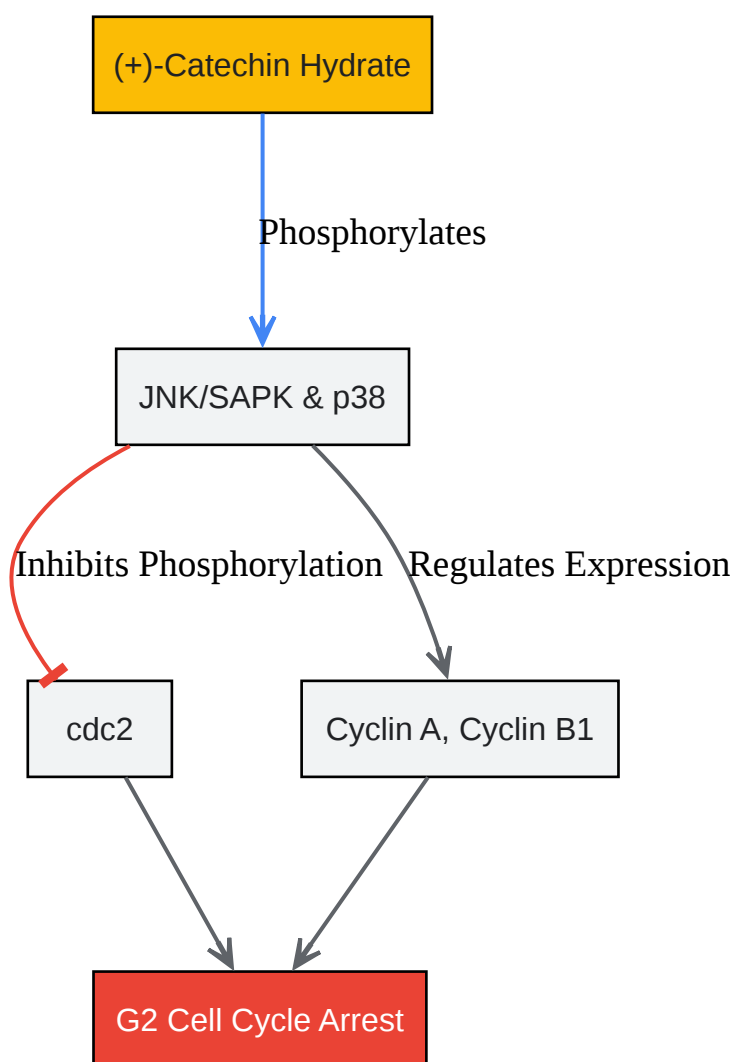 (+)-Catechin Hydrate
Phosphorylates
JNK/SAPK & p38
Inhibits Phosphorylation
Regulates Expression
cdc2
Cyclin A, Cyclin B1
G2 Cell Cycle Arrest